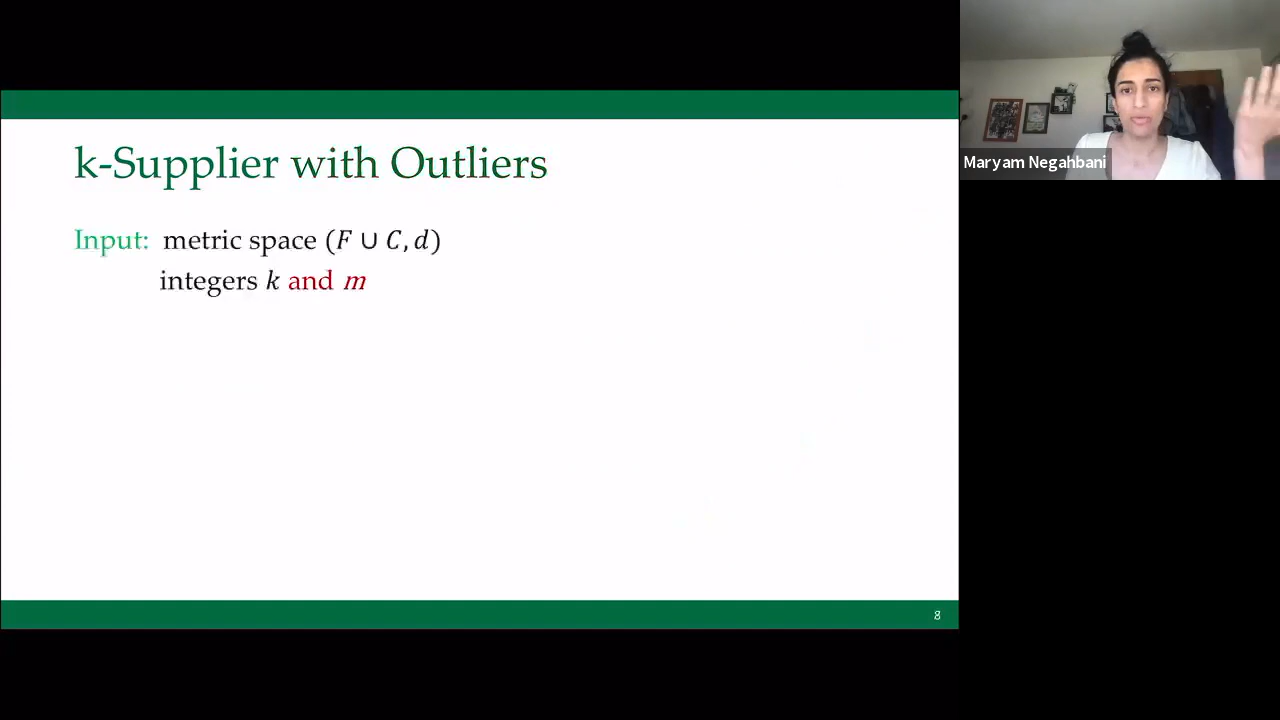 k-Supplier with Outliers
Input: metric space (F ∪ C, d)
integers k and m
8
Maryam Negahbani